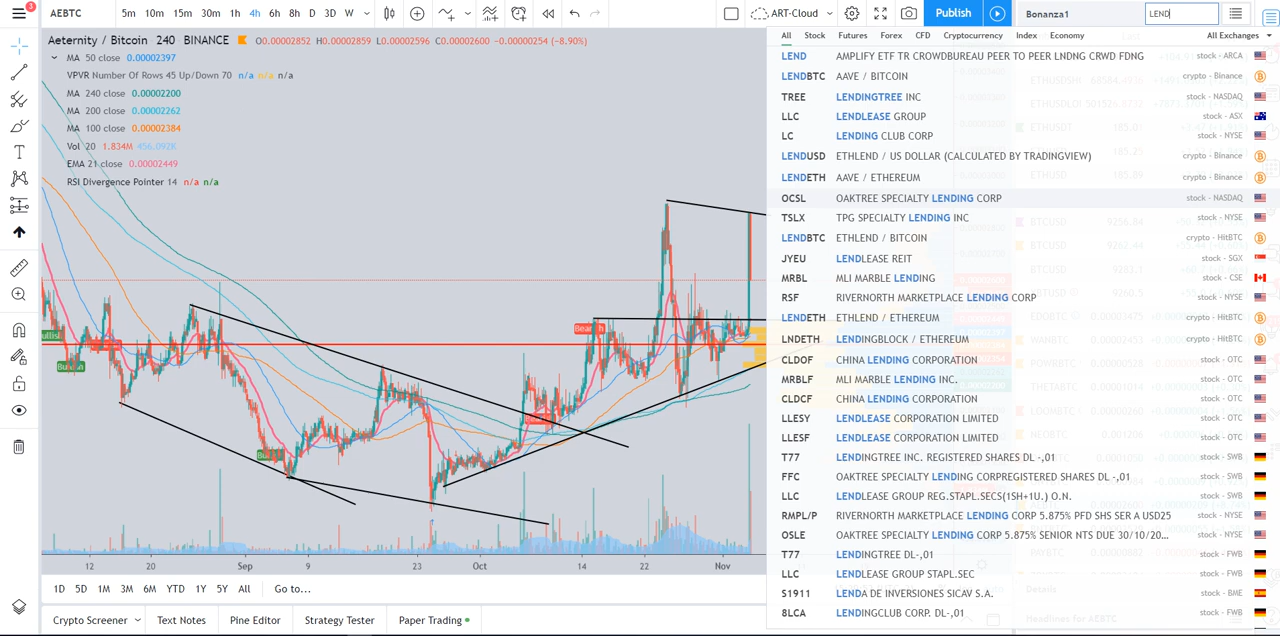 3
AEBTC 5m 10m 15m 30m 1h 4h 6h 8h D 3D W ART-Cloud Publish Bonanza1 LEND
Aeternity / Bitcoin 240 BINANCE O0.00002852 H0.00002859 L0.00002596 C0.00002600 −0.00000254 (−8.90%)
MA 50 close 0.00002397
VPVR Number Of Rows 45 Up/Down 70 n/a n/a n/a
MA 240 close 0.00002200
MA 200 close 0.00002262
MA 100 close 0.00002384
Vol 20 1.834M 456.092K
EMA 21 close 0.00002449
RSI Divergence Pointer 14 n/a n/a
All Stock Futures Forex CFD Cryptocurrency Index Economy All Exchanges
LEND AMPLIFY ETF TR CROWDBUREAU PEER TO PEER LNDNG CRWD FDNG stock - ARCA
LENDBTC AAVE / BITCOIN crypto - Binance
TREE LENDINGTREE INC stock - NASDAQ
LLC LENDLEASE GROUP stock - ASX
LC LENDING CLUB CORP stock - NYSE
LENDUSD ETHLEND / US DOLLAR (CALCULATED BY TRADINGVIEW) crypto - Binance
LENDETH AAVE / ETHEREUM crypto - Binance
OCSL OAKTREE SPECIALTY LENDING CORP stock - NASDAQ
TSLX TPG SPECIALTY LENDING INC stock - NYSE
LENDBTC ETHLEND / BITCOIN crypto - HitBTC
JYEU LENDLEASE REIT stock - SGX
MRBL MLI MARBLE LENDING stock - CSE
RSF RIVERNORTH MARKETPLACE LENDING CORP stock - NYSE
LENDETH ETHLEND / ETHEREUM crypto - HitBTC
LNDETH LENDINGBLOCK / ETHEREUM crypto - HitBTC
CLDOF CHINA LENDING CORPORATION stock - OTC
MRBLF MLI MARBLE LENDING INC. stock - OTC
CLDCF CHINA LENDING CORPORATION stock - OTC
LLESY LENDLEASE CORPORATION LIMITED stock - OTC
LLESF LENDLEASE CORPORATION LIMITED stock - OTC
T77 LENDINGTREE INC. REGISTERED SHARES DL -,01 stock - SWB
FFC OAKTREE SPECIALTY LENDING CORPREGISTERED SHARES DL -,01 stock - SWB
LLC LENDLEASE GROUP REG.STAPL.SECS(1SH+1U.) O.N. stock - SWB
RMPL/P RIVERNORTH MARKETPLACE LENDING CORP 5.875% PFD SHS SER A USD25 stock - NYSE
OSLE OAKTREE SPECIALTY LENDING CORP 5.875% SENIOR NTS DUE 30/10/20... stock - NYSE
T77 LENDINGTREE DL-,01 stock - FWB
LLC LENDLEASE GROUP STAPL.SEC stock - FWB
S1911 LENDA DE INVERSIONES SICAV S.A. stock - BME
8LCA LENDINGCLUB CORP. DL-,01 stock - FWB
12 20 Sep 9 23 Oct 14 22 Nov
1D 5D 1M 3M 6M YTD 1Y 5Y All Go to...
Crypto Screener Text Notes Pine Editor Strategy Tester Paper Trading
Details
Headlines for AEBTC